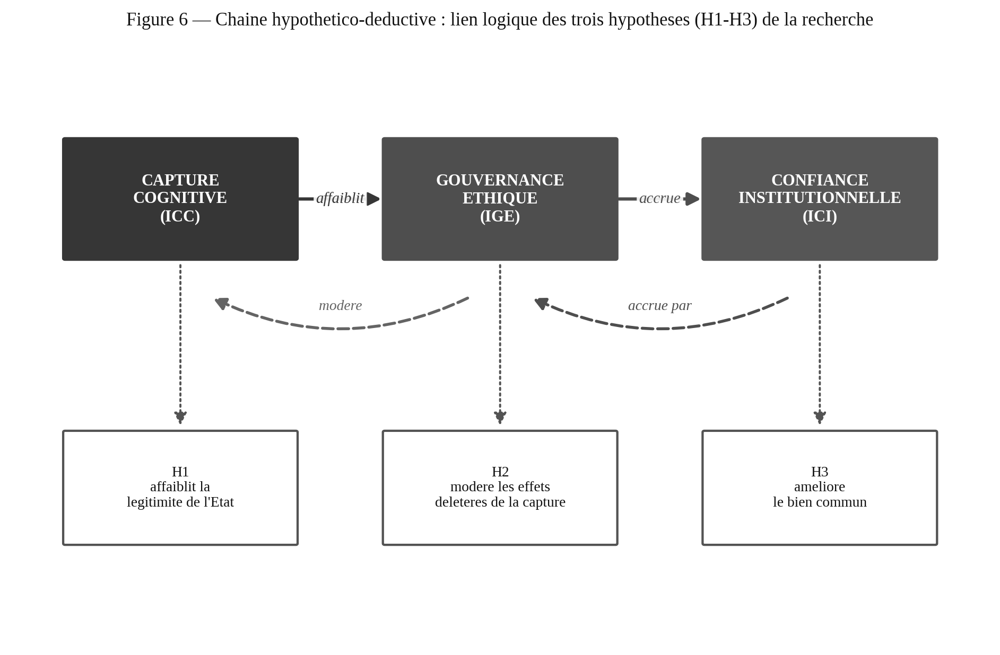 Figure 6 — Chaine hypothetico-deductive : lien logique des trois hypotheses (H1-H3) de la recherche
CAPTURE
COGNITIVE
(ICC)
affaiblit
GOUVERNANCE
ETHIQUE
(IGE)
accrue
CONFIANCE
INSTITUTIONNELLE
(ICI)
modere
accrue par
H1
affaiblit la
legitimite de l'Etat
H2
modere les effets
deleteres de la capture
H3
ameliore
le bien commun